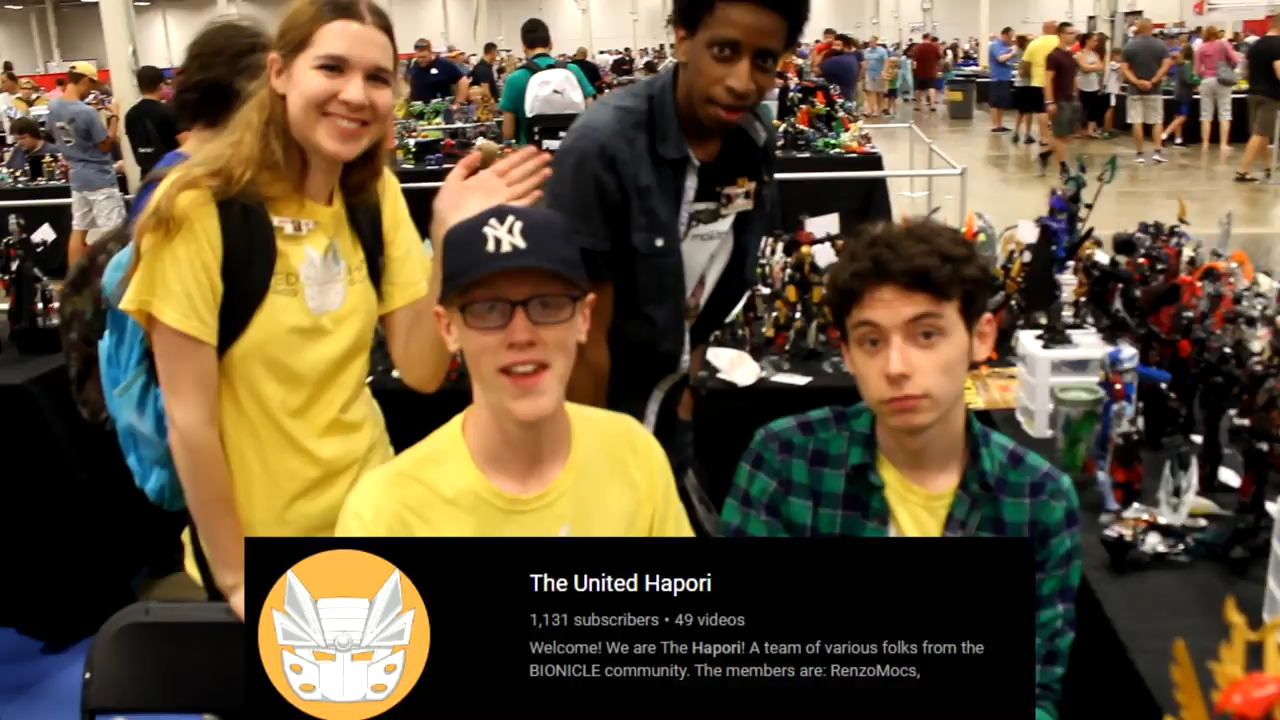 NY
The United Hapori
1,131 subscribers • 49 videos
Welcome! We are The Hapori! A team of various folks from the
BIONICLE community. The members are: RenzoMocs,